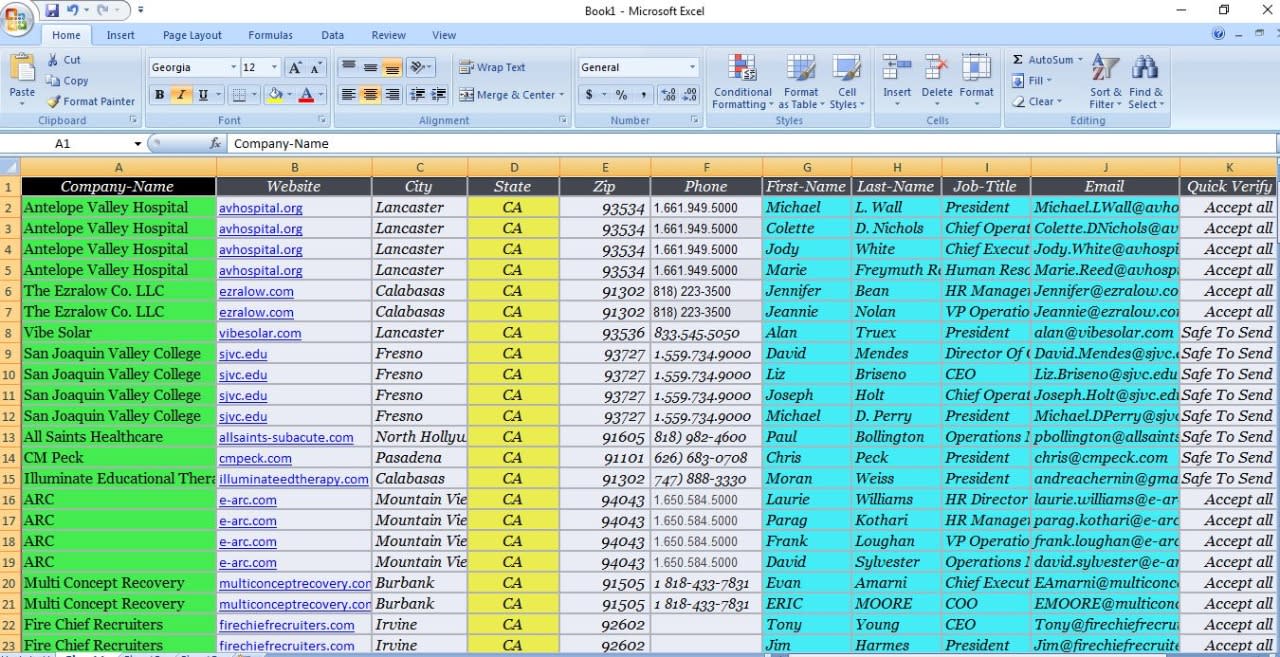 Book1 - Microsoft Excel
Home Insert Page Layout Formulas Data Review View
Cut
Copy
Format Painter
Paste
Clipboard
Georgia 12 A A
B I U A
Font
Wrap Text
Merge & Center
Alignment
General
$ % , .0 .00 .00 .0
Number
Conditional Formatting Format as Table Cell Styles
Styles
Insert Delete Format
Cells
Σ AutoSum
Fill
Clear
Sort & Filter Find & Select
Editing
A1 fx Company-Name
A B C D E F G H I J K
1 Company-Name Website City State Zip Phone First-Name Last-Name Job-Title Email Quick Verify
2 Antelope Valley Hospital avhospital.org Lancaster CA 93534 1.661.949.5000 Michael L. Wall President Michael.LWall@avho Accept all
3 Antelope Valley Hospital avhospital.org Lancaster CA 93534 1.661.949.5000 Colette D. Nichols Chief Operat Colette.DNichols@av Accept all
4 Antelope Valley Hospital avhospital.org Lancaster CA 93534 1.661.949.5000 Jody White Chief Execut Jody.White@avhospi Accept all
5 Antelope Valley Hospital avhospital.org Lancaster CA 93534 1.661.949.5000 Marie Freymuth Re Human Reso Marie.Reed@avhosp Accept all
6 The Ezralow Co. LLC ezralow.com Calabasas CA 91302 818) 223-3500 Jennifer Bean HR Manager Jennifer@ezralow.co Accept all
7 The Ezralow Co. LLC ezralow.com Calabasas CA 91302 818) 223-3500 Jeannie Nolan VP Operatio Jeannie@ezralow.co Accept all
8 Vibe Solar vibesolar.com Lancaster CA 93536 833.545.5050 Alan Truex President alan@vibesolar.com Safe To Send
9 San Joaquin Valley College sjvc.edu Fresno CA 93727 1.559.734.9000 David Mendes Director Of O David.Mendes@sjvc. Safe To Send
10 San Joaquin Valley College sjvc.edu Fresno CA 93727 1.559.734.9000 Liz Briseno CEO Liz.Briseno@sjvc.edu Safe To Send
11 San Joaquin Valley College sjvc.edu Fresno CA 93727 1.559.734.9000 Joseph Holt Chief Operat Joseph.Holt@sjvc.ed Safe To Send
12 San Joaquin Valley College sjvc.edu Fresno CA 93727 1.559.734.9000 Michael D. Perry President Michael.DPerry@sjv Safe To Send
13 All Saints Healthcare allsaints-subacute.com North Hollyw CA 91605 818) 982-4600 Paul Bollington Operations pbollington@allsaints Safe To Send
14 CM Peck cmpeck.com Pasadena CA 91101 626) 683-0708 Chris Peck President chris@cmpeck.com Safe To Send
15 Illuminate Educational Thera illuminateedtherapy.com Calabasas CA 91302 747) 888-3330 Moran Weiss President andreachernin@gma Safe To Send
16 ARC e-arc.com Mountain Vie CA 94043 1.650.584.5000 Laurie Williams HR Director laurie.williams@e-ar Accept all
17 ARC e-arc.com Mountain Vie CA 94043 1.650.584.5000 Parag Kothari HR Manager parag.kothari@e-arc Accept all
18 ARC e-arc.com Mountain Vie CA 94043 1.650.584.5000 Frank Loughan VP Operatio frank.loughan@e-arc Accept all
19 ARC e-arc.com Mountain Vie CA 94043 1.650.584.5000 David Sylvester Operations david.sylvester@e-ar Accept all
20 Multi Concept Recovery multiconceptrecovery.con Burbank CA 91505 1 818-433-7831 Evan Amarni Chief Execut EAmarni@multiconc Accept all
21 Multi Concept Recovery multiconceptrecovery.con Burbank CA 91505 1 818-433-7831 ERIC MOORE COO EMOORE@multicon Accept all
22 Fire Chief Recruiters firechiefrecruiters.com Irvine CA 92602 Tony Young CEO Tony@firechiefrecrui Accept all
23 Fire Chief Recruiters firechiefrecruiters.com Irvine CA 92602 Jim Harmes President Jim@firechiefrecruite Accept all